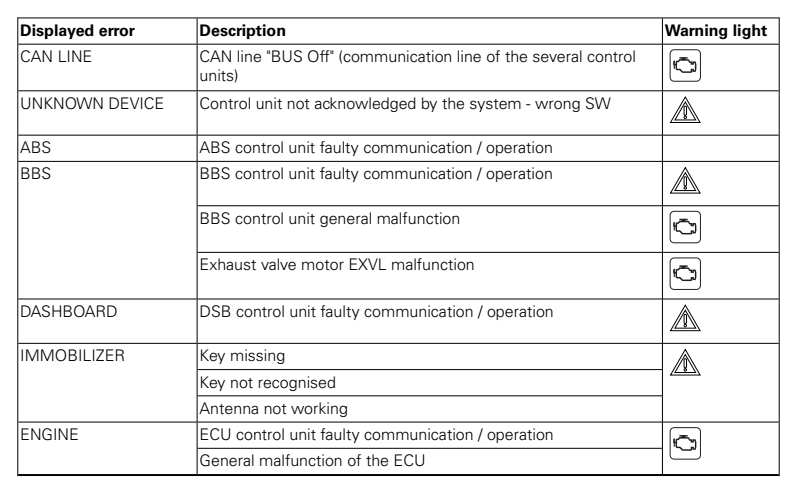 Displayed error Description Warning light
CAN LINE CAN line "BUS Off" (communication line of the several control
units)
UNKNOWN DEVICE Control unit not acknowledged by the system - wrong SW
ABS ABS control unit faulty communication / operation
BBS BBS control unit faulty communication / operation
BBS control unit general malfunction
Exhaust valve motor EXVL malfunction
DASHBOARD DSB control unit faulty communication / operation
IMMOBILIZER Key missing
Key not recognised
Antenna not working
ENGINE ECU control unit faulty communication / operation
General malfunction of the ECU